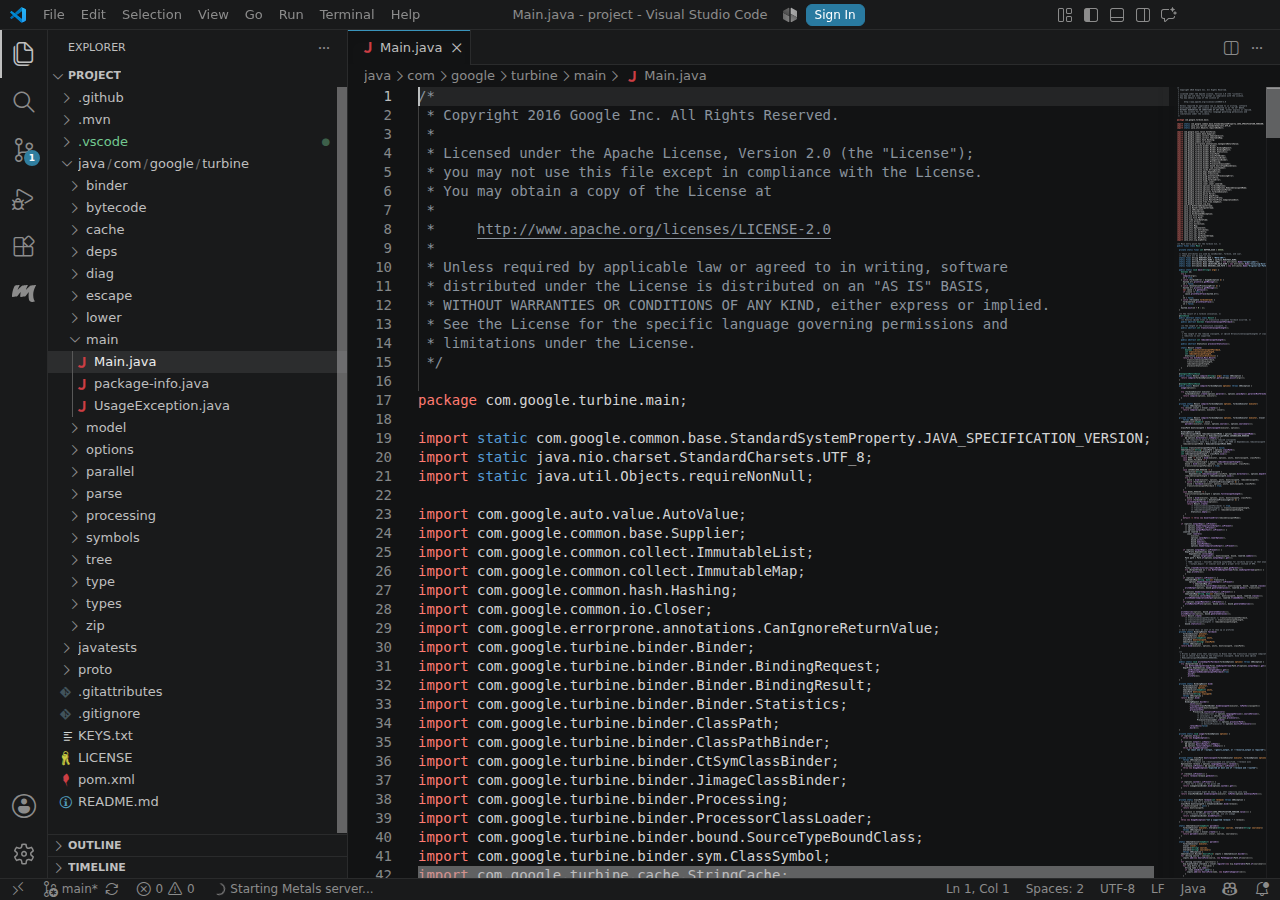 File Edit Selection View Go Run Terminal Help Main.java - project - Visual Studio Code Sign In
EXPLORER
PROJECT
.github
.mvn
.vscode
java/com/google/turbine
binder
bytecode
cache
deps
diag
escape
lower
main
Main.java
package-info.java
UsageException.java
model
options
parallel
parse
processing
symbols
tree
type
types
zip
javatests
proto
.gitattributes
.gitignore
KEYS.txt
LICENSE
pom.xml
README.md
OUTLINE
TIMELINE
1
Main.java
java > com > google > turbine > main > Main.java
1 /*
2 * Copyright 2016 Google Inc. All Rights Reserved.
3 *
4 * Licensed under the Apache License, Version 2.0 (the "License");
5 * you may not use this file except in compliance with the License.
6 * You may obtain a copy of the License at
7 *
8 *     http://www.apache.org/licenses/LICENSE-2.0
9 *
10 * Unless required by applicable law or agreed to in writing, software
11 * distributed under the License is distributed on an "AS IS" BASIS,
12 * WITHOUT WARRANTIES OR CONDITIONS OF ANY KIND, either express or implied.
13 * See the License for the specific language governing permissions and
14 * limitations under the License.
15 */
16
17 package com.google.turbine.main;
18
19 import static com.google.common.base.StandardSystemProperty.JAVA_SPECIFICATION_VERSION;
20 import static java.nio.charset.StandardCharsets.UTF_8;
21 import static java.util.Objects.requireNonNull;
22
23 import com.google.auto.value.AutoValue;
24 import com.google.common.base.Supplier;
25 import com.google.common.collect.ImmutableList;
26 import com.google.common.collect.ImmutableMap;
27 import com.google.common.hash.Hashing;
28 import com.google.common.io.Closer;
29 import com.google.errorprone.annotations.CanIgnoreReturnValue;
30 import com.google.turbine.binder.Binder;
31 import com.google.turbine.binder.Binder.BindingRequest;
32 import com.google.turbine.binder.Binder.BindingResult;
33 import com.google.turbine.binder.Binder.Statistics;
34 import com.google.turbine.binder.ClassPath;
35 import com.google.turbine.binder.ClassPathBinder;
36 import com.google.turbine.binder.CtSymClassBinder;
37 import com.google.turbine.binder.JimageClassBinder;
38 import com.google.turbine.binder.Processing;
39 import com.google.turbine.binder.ProcessorClassLoader;
40 import com.google.turbine.binder.bound.SourceTypeBoundClass;
41 import com.google.turbine.binder.sym.ClassSymbol;
42 import com.google.turbine.cache.StringCache;
main* 0 0 Starting Metals server... Ln 1, Col 1 Spaces: 2 UTF-8 LF Java